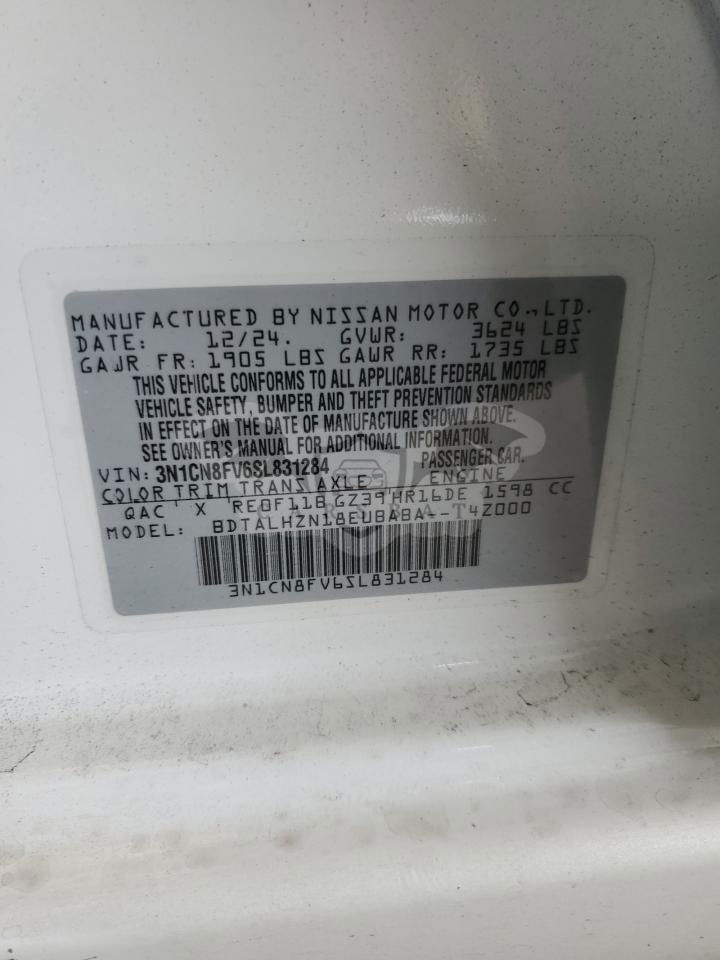 MANUFACTURED BY NISSAN MOTOR CO.,LTD.
DATE: 12/24. GVWR: 3624 LBS
GAWR FR: 1905 LBS GAWR RR: 1735 LBS
THIS VEHICLE CONFORMS TO ALL APPLICABLE FEDERAL MOTOR
VEHICLE SAFETY, BUMPER AND THEFT PREVENTION STANDARDS
IN EFFECT ON THE DATE OF MANUFACTURE SHOWN ABOVE.
SEE OWNER'S MANUAL FOR ADDITIONAL INFORMATION.
VIN: 3N1CN8FV6SL831284 PASSENGER CAR.
COLOR TRIM TRANS AXLE ENGINE
QAC X RE0F11B GZ39 HR16DE 1598 CC
MODEL: BDTALHZN18EUBABA-- T4Z000
3N1CN8FV6SL831284